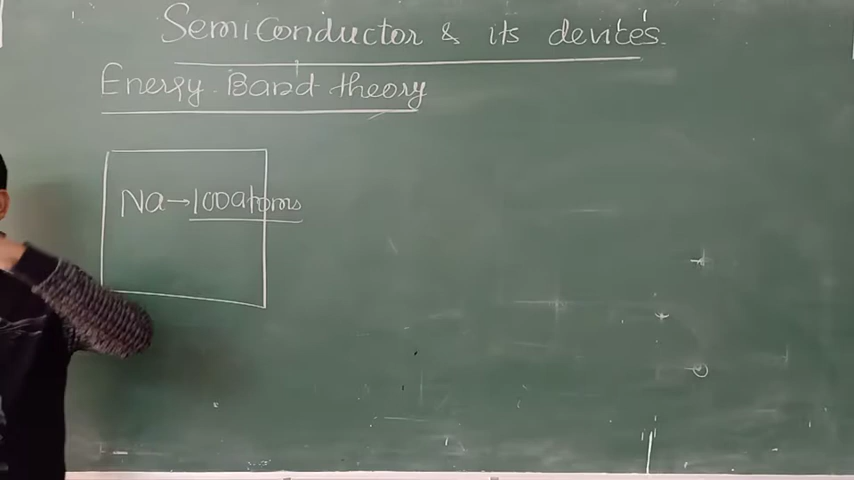 Semiconductor & its devices.
Energy Band theory
Na→100atoms